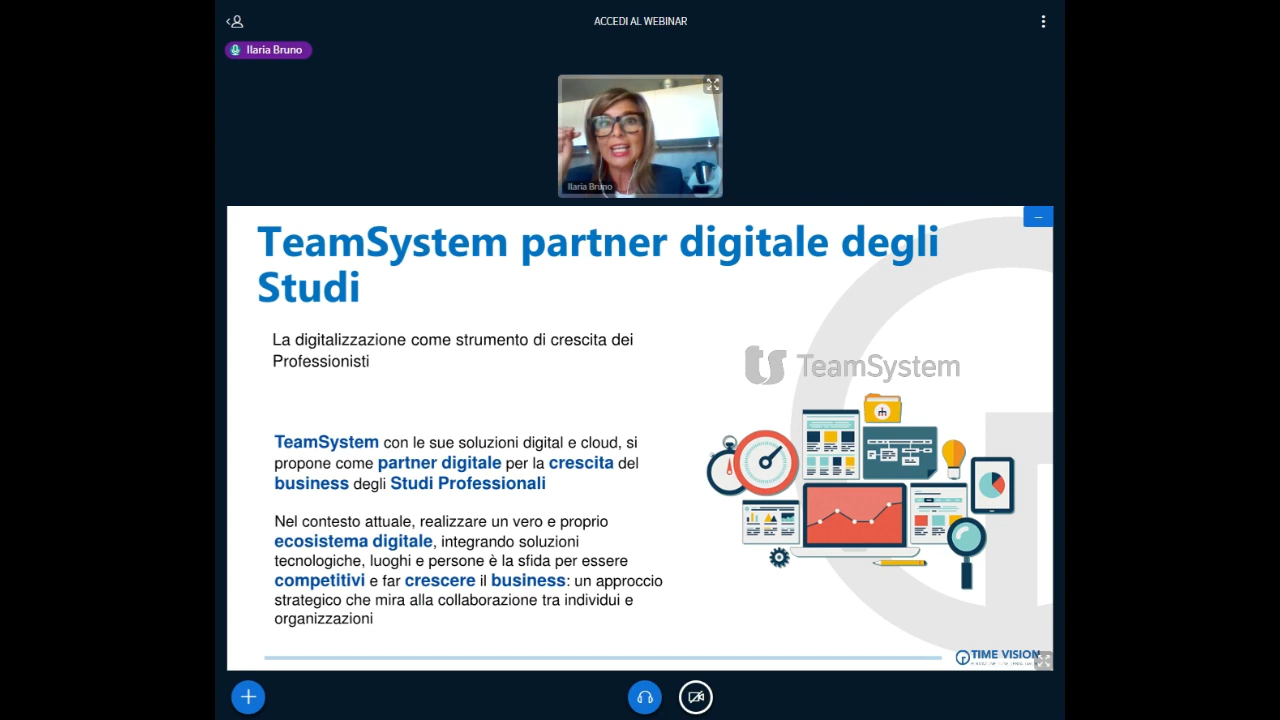 ACCEDI AL WEBINAR
Ilaria Bruno
Ilaria Bruno
TeamSystem partner digitale degli
Studi
La digitalizzazione come strumento di crescita dei
Professionisti
TeamSystem
TeamSystem con le sue soluzioni digital e cloud, si
propone come partner digitale per la crescita del
business degli Studi Professionali
Nel contesto attuale, realizzare un vero e proprio
ecosistema digitale, integrando soluzioni
tecnologiche, luoghi e persone è la sfida per essere
competitivi e far crescere il business: un approccio
strategico che mira alla collaborazione tra individui e
organizzazioni
TIME VISION